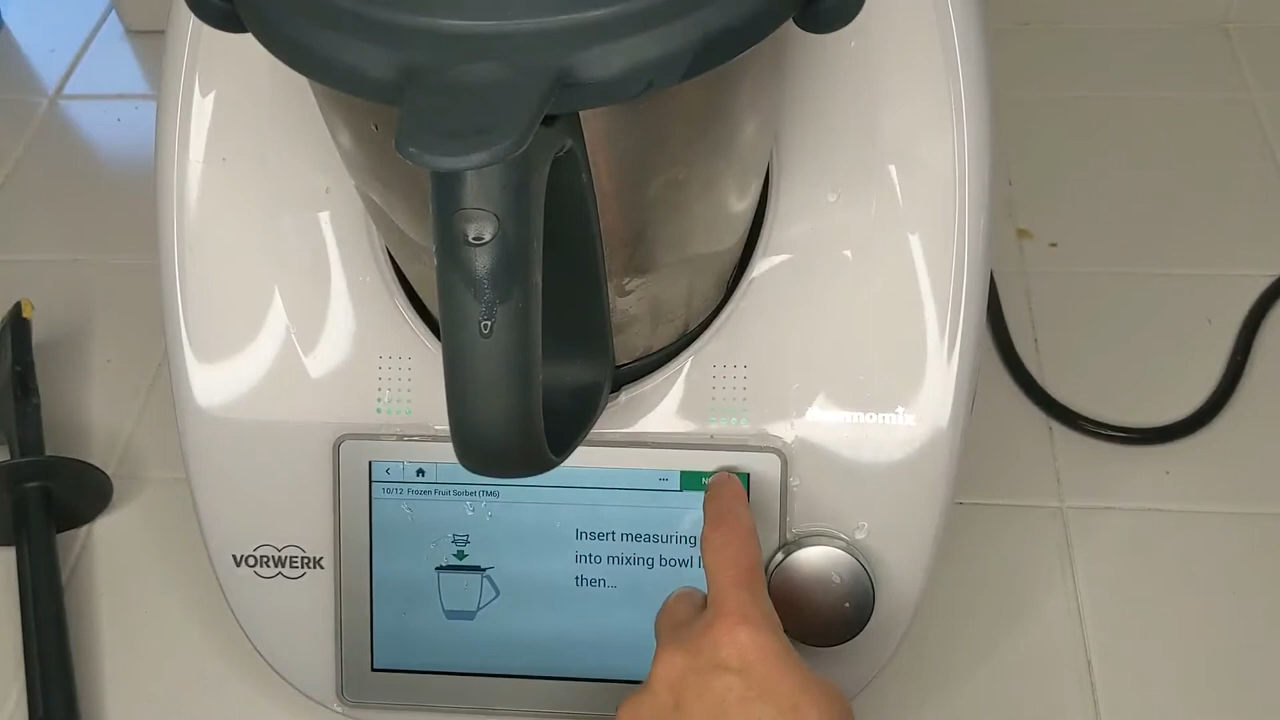 thermomix
10/12 Frozen Fruit Sorbet (TM6)
Insert measuring
into mixing bowl
then...
VORWERK